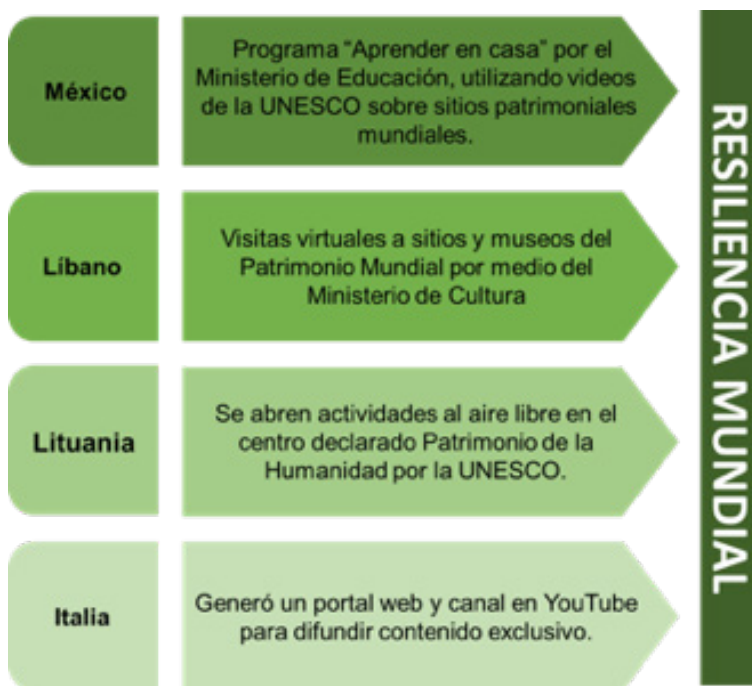 México
Programa “Aprender en casa” por el
Ministerio de Educación, utilizando videos
de la UNESCO sobre sitios patrimoniales
mundiales.
Líbano
Visitas virtuales a sitios y museos del
Patrimonio Mundial por medio del
Ministerio de Cultura
Lituania
Se abren actividades al aire libre en el
centro declarado Patrimonio de la
Humanidad por la UNESCO.
Italia
Generó un portal web y canal en YouTube
para difundir contenido exclusivo.
RESILIENCIA MUNDIAL